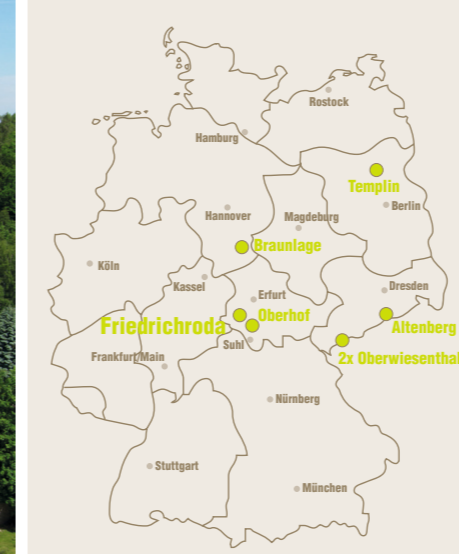 Rostock
Hamburg
Templin
Berlin
Hannover
Magdeburg
Braunlage
Köln
Kassel
Erfurt
Dresden
Friedrichroda
Oberhof
Altenberg
Suhl
2x Oberwiesenthal
Frankfurt/Main
Nürnberg
Stuttgart
München